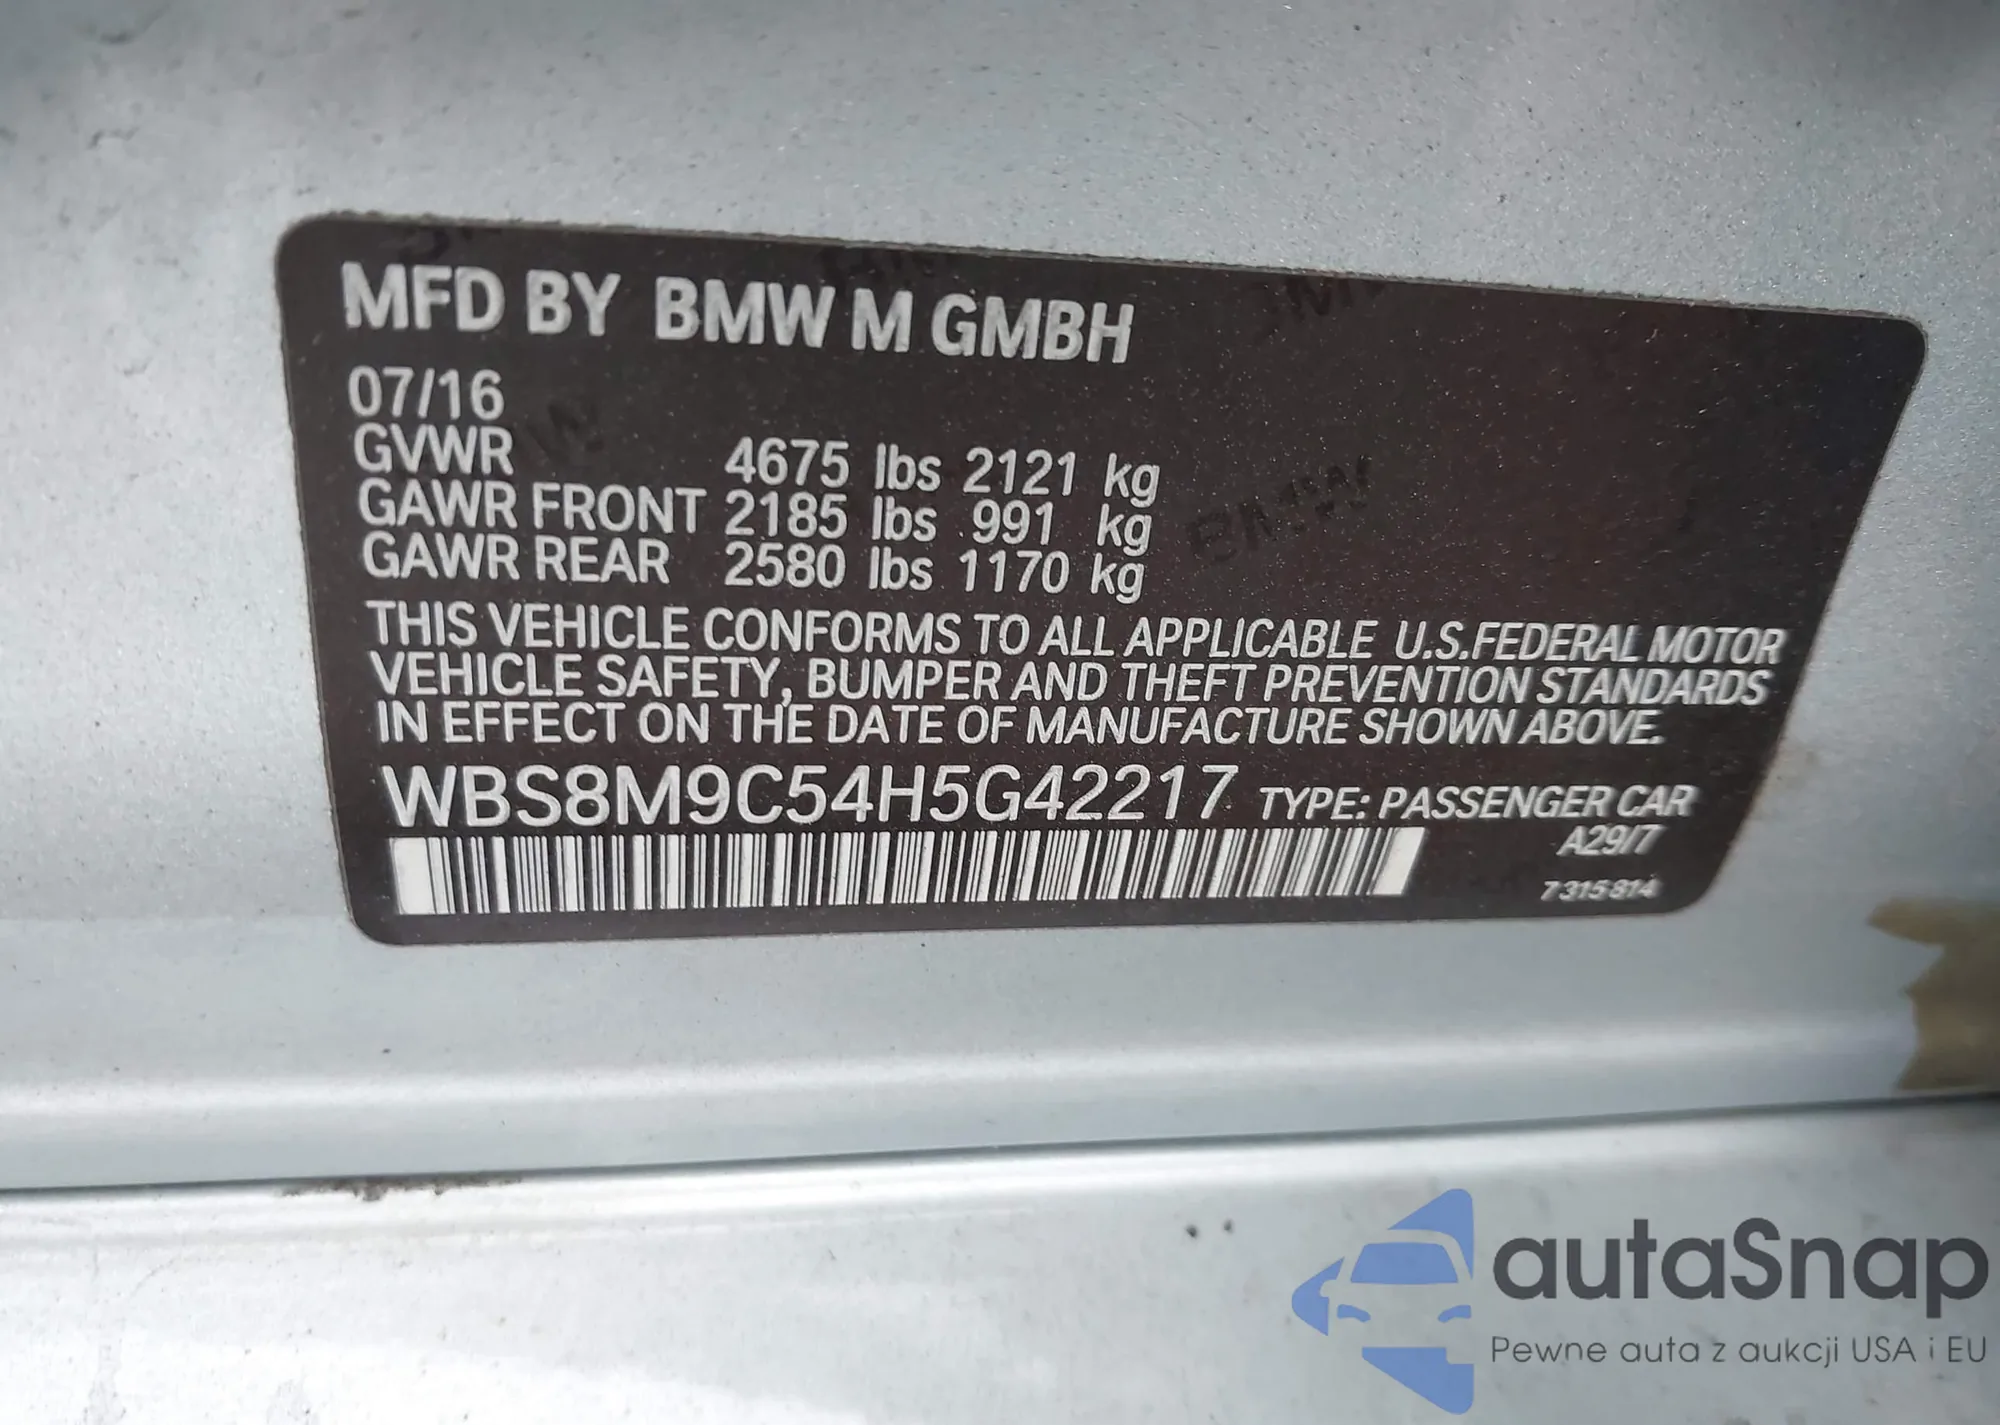 MFD BY BMW M GMBH
07/16
GVWR 4675 lbs 2121 kg
GAWR FRONT 2185 lbs 991 kg
GAWR REAR 2580 lbs 1170 kg
THIS VEHICLE CONFORMS TO ALL APPLICABLE U.S.FEDERAL MOTOR
VEHICLE SAFETY, BUMPER AND THEFT PREVENTION STANDARDS
IN EFFECT ON THE DATE OF MANUFACTURE SHOWN ABOVE.
WBS8M9C54H5G42217 TYPE: PASSENGER CAR
A29/7
7315814
autaSnap
Pewne auta z aukcji USA i EU